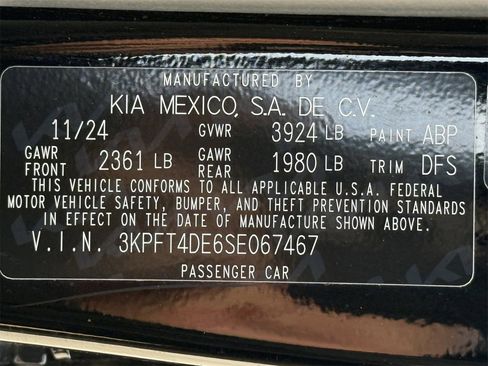 MANUFACTURED BY
KIA MEXICO, S.A. DE C.V.
11/24 GVWR 3924 LB PAINT ABP
GAWR FRONT 2361 LB GAWR REAR 1980 LB TRIM DFS
THIS VEHICLE CONFORMS TO ALL APPLICABLE U.S.A. FEDERAL
MOTOR VEHICLE SAFETY, BUMPER, AND THEFT PREVENTION STANDARDS
IN EFFECT ON THE DATE OF MANUFACTURE SHOWN ABOVE
V.I.N. 3KPFT4DE6SE067467
PASSENGER CAR